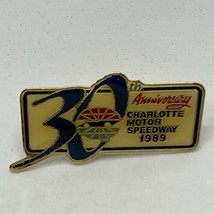 30th
Anniversary
CHARLOTTE
MOTOR
SPEEDWAY
1989